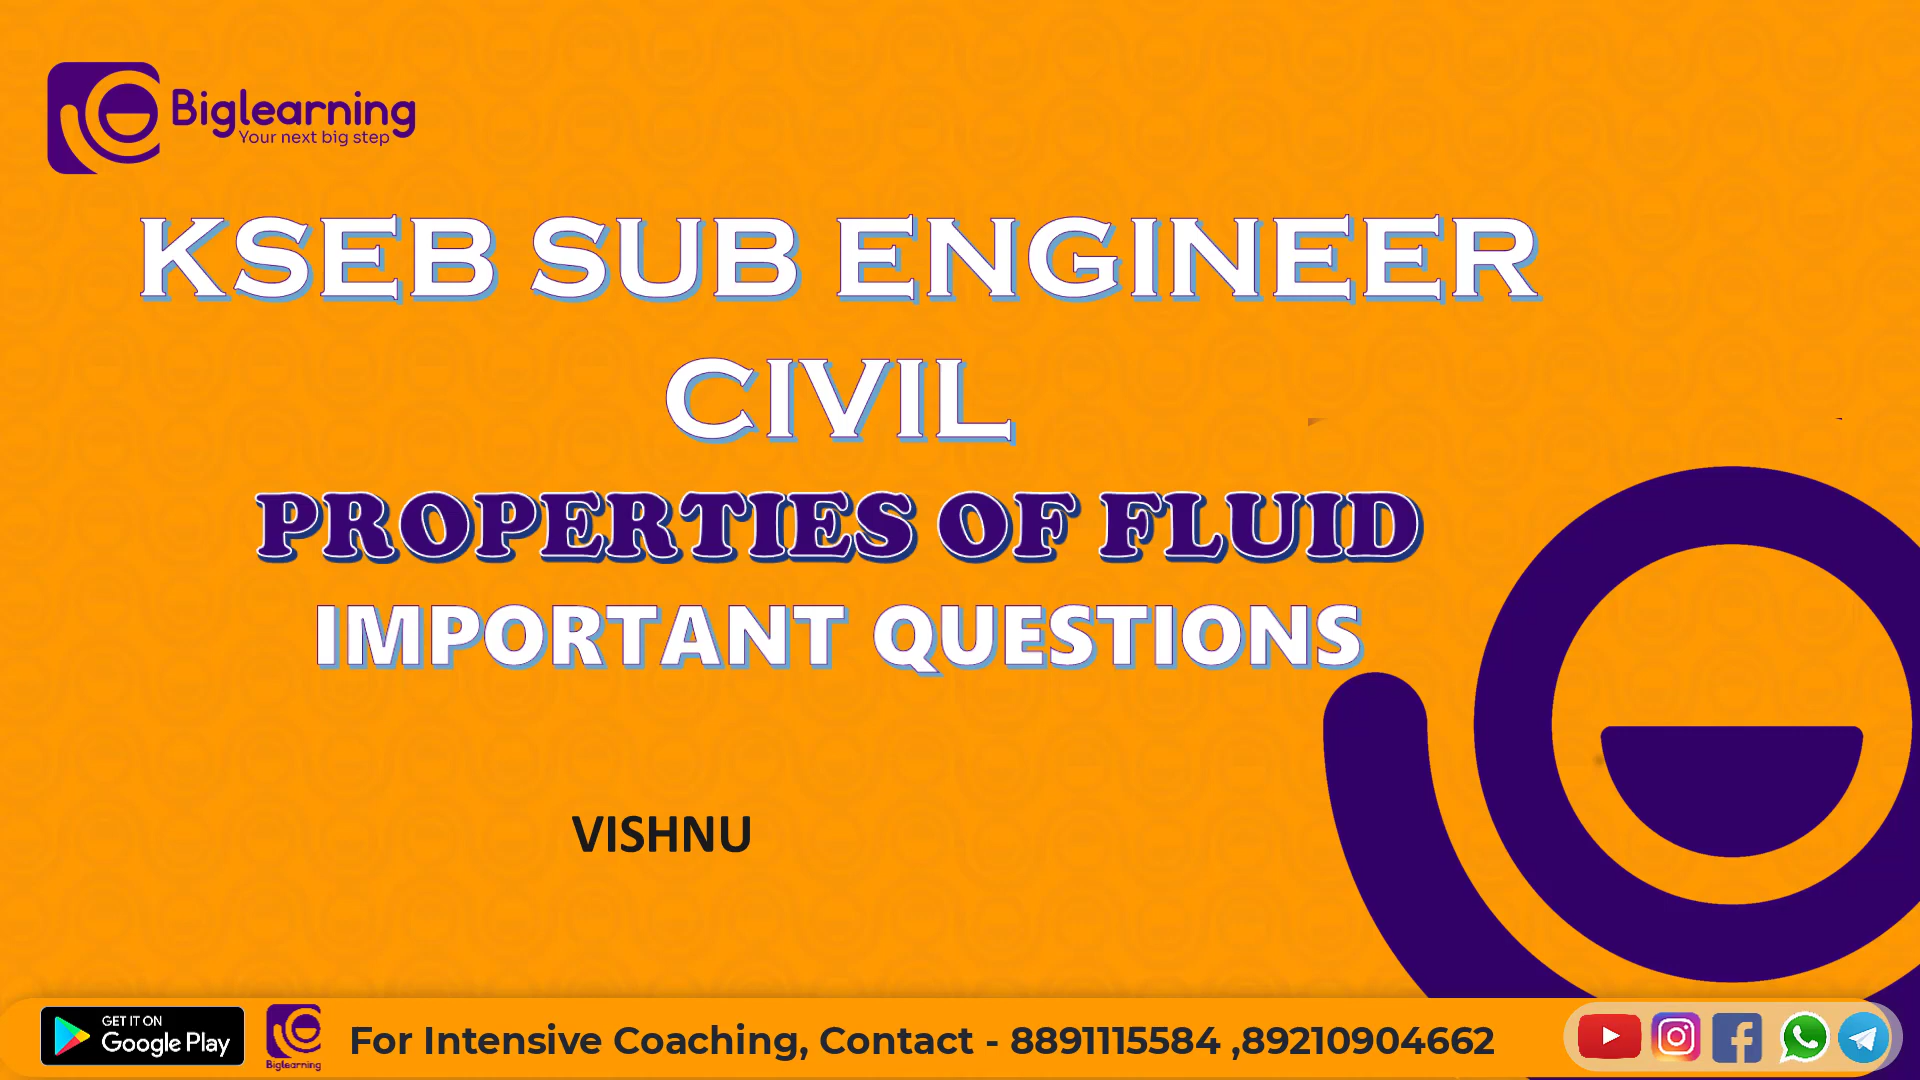 Biglearning
Your next big step
KSEB SUB ENGINEER
CIVIL
PROPERTIES OF FLUID
IMPORTANT QUESTIONS
VISHNU
GET IT ON
Google Play
Biglearning
For Intensive Coaching, Contact - 8891115584 ,89210904662